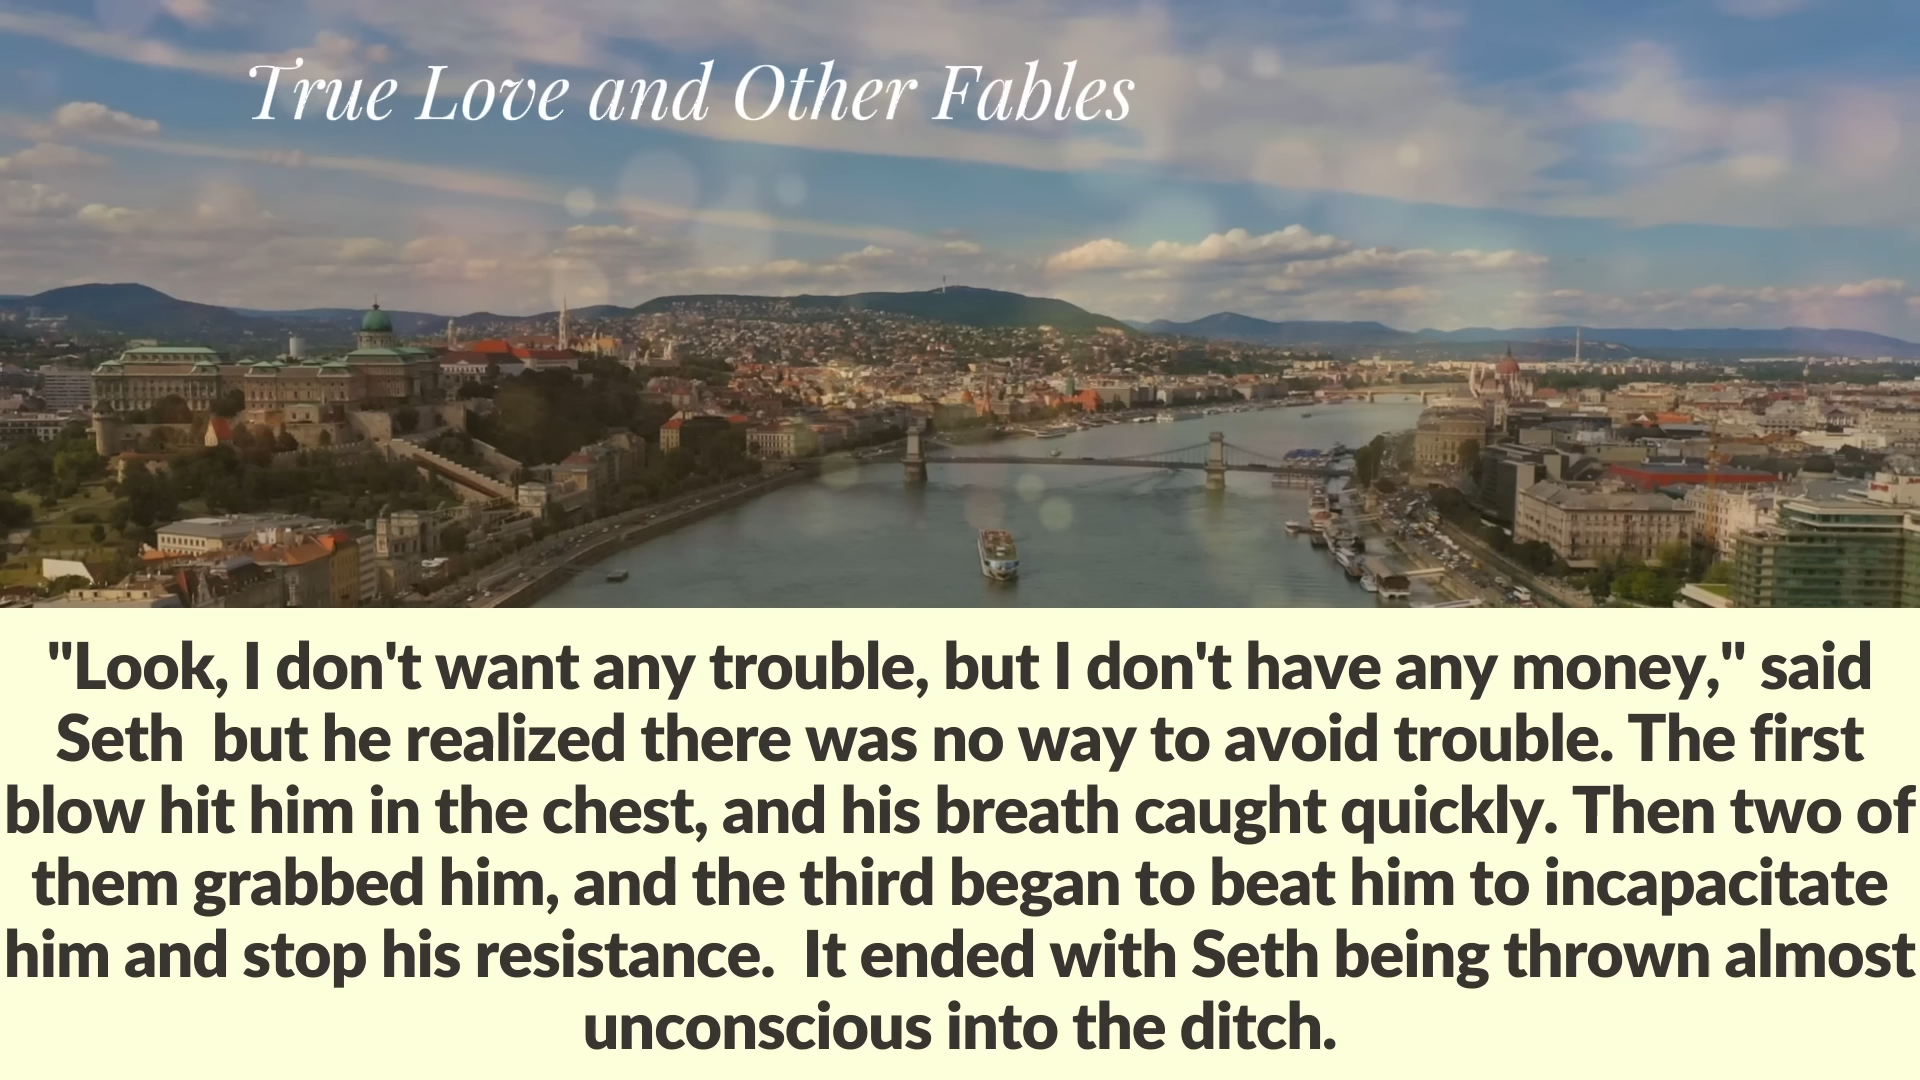 True Love and Other Fables
"Look, I don't want any trouble, but I don't have any money," said
Seth  but he realized there was no way to avoid trouble. The first
blow hit him in the chest, and his breath caught quickly. Then two of
them grabbed him, and the third began to beat him to incapacitate
him and stop his resistance.  It ended with Seth being thrown almost
unconscious into the ditch.